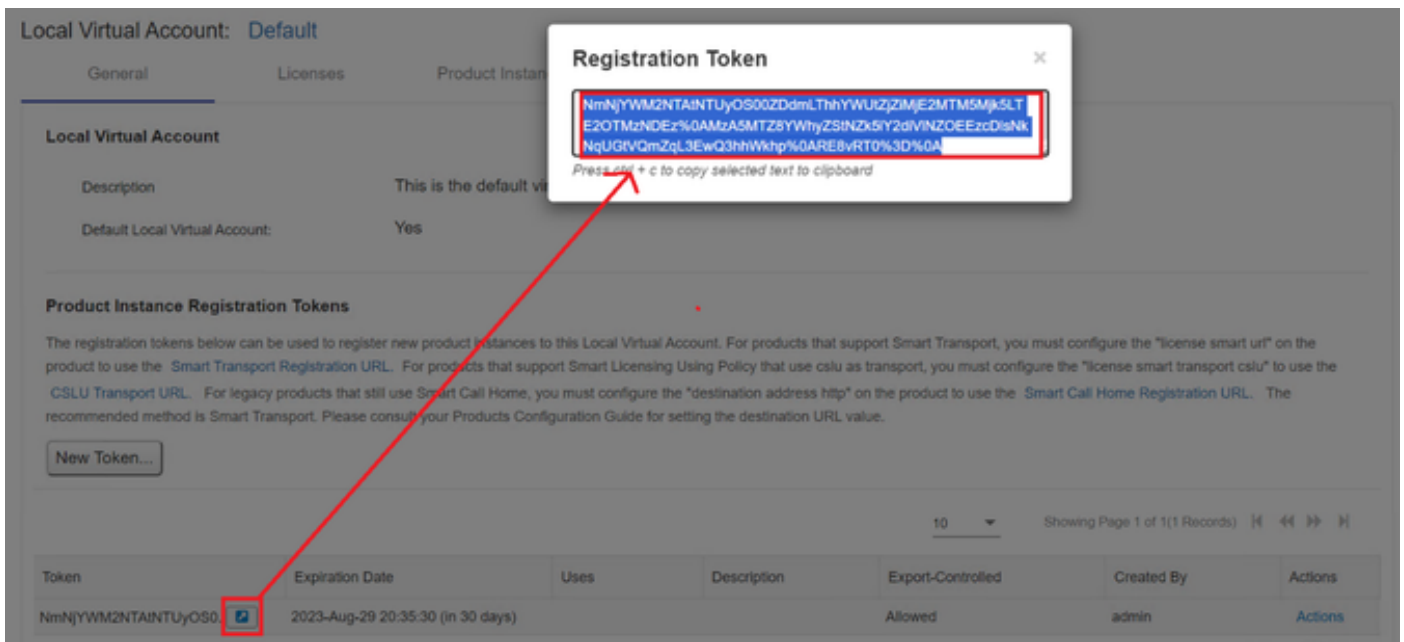 Local Virtual Account: Default
General Licenses Product Instan
Registration Token ×
NmNjYWM2NTAtNTUyOS00ZDdmLThhYWUtZjZiMjE2MTM5Mjk5LT
E2OTMzNDEz%0AMzA5MTZ8YWhyZStNZk5lY2dlVlNZOEEzcDlsNk
NqUGtVQmZqL3EwQ3hhWkhp%0ARE8vRT0%3D%0A
Press ctrl + c to copy selected text to clipboard
Local Virtual Account
Description This is the default vir
Default Local Virtual Account: Yes
Product Instance Registration Tokens
The registration tokens below can be used to register new product instances to this Local Virtual Account. For products that support Smart Transport, you must configure the "license smart url" on the
product to use the Smart Transport Registration URL. For products that support Smart Licensing Using Policy that use cslu as transport, you must configure the "license smart transport cslu" to use the
CSLU Transport URL. For legacy products that still use Smart Call Home, you must configure the "destination address http" on the product to use the Smart Call Home Registration URL. The
recommended method is Smart Transport. Please consult your Products Configuration Guide for setting the destination URL value.
New Token...
10 Showing Page 1 of 1(1 Records)
Token Expiration Date Uses Description Export-Controlled Created By Actions
NmNjYWM2NTAtNTUyOS0. 2023-Aug-29 20:35:30 (in 30 days) Allowed admin Actions